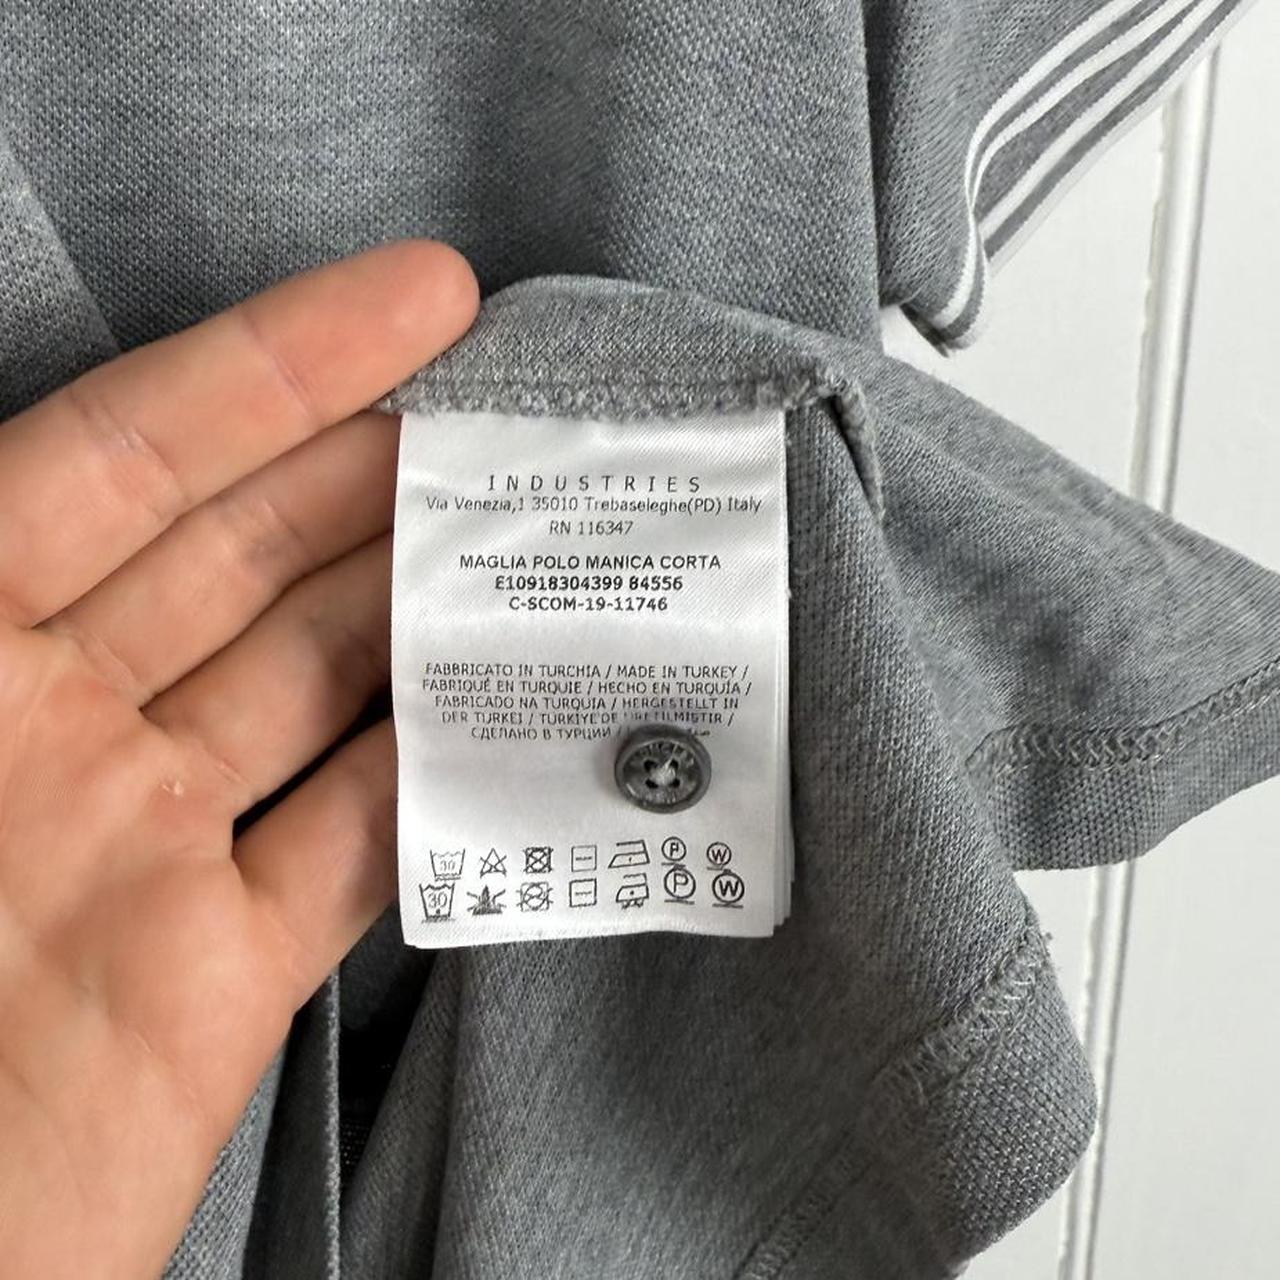 INDUSTRIES
Via Venezia,1 35010 Trebaseleghe(PD) Italy
RN 116347
MAGLIA POLO MANICA CORTA
E10918304399 84556
C-SCOM-19-11746
FABBRICATO IN TURCHIA / MADE IN TURKEY /
FABRIQUÉ EN TURQUIE / HECHO EN TURQUÍA /
FABRICADO NA TURQUIA / HERGESTELLT IN
DER TÜRKEI / TÜRKIYE'DE /
СДЕЛАНО В ТУРЦИИ /
30 P W
30 P W